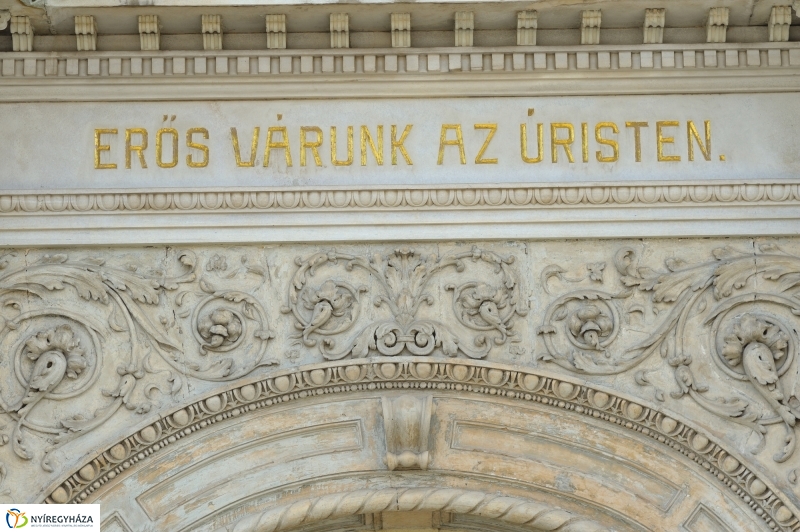 ERŐS VÁRUNK AZ ÚRISTEN.
NYÍREGYHÁZA